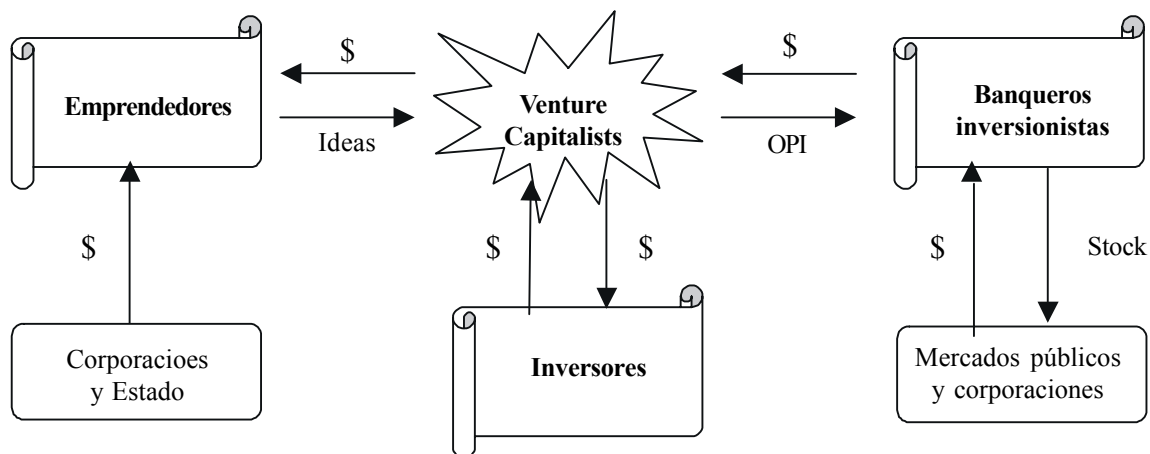 $
$
Emprendedores
Venture
Capitalists
Banqueros
inversionistas
Ideas
OPI
$
$
$
$
Stock
Corporacioes
y Estado
Inversores
Mercados públicos
y corporaciones